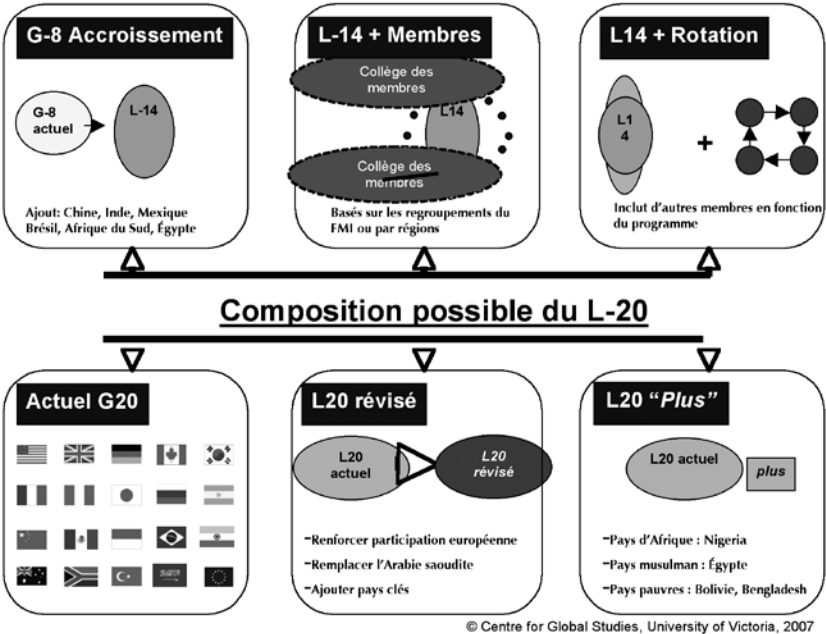 G-8 Accroissement
G-8
actuel
L-14
Ajout: Chine, Inde, Mexique
Brésil, Afrique du Sud, Égypte
L-14 + Membres
Collège des
membres
L14
Collège des
membres
Basés sur les regroupements du
FMI ou par régions
L14 + Rotation
L1
4
+
Inclut d'autres membres en fonction
du programme
Composition possible du L-20
Actuel G20
L20 révisé
L20
actuel
L20
révisé
-Renforcer participation européenne
-Remplacer l'Arabie saoudite
-Ajouter pays clés
L20 “Plus”
L20 actuel
plus
-Pays d'Afrique : Nigeria
-Pays musulman : Égypte
-Pays pauvres : Bolivie, Bengladesh
© Centre for Global Studies, University of Victoria, 2007